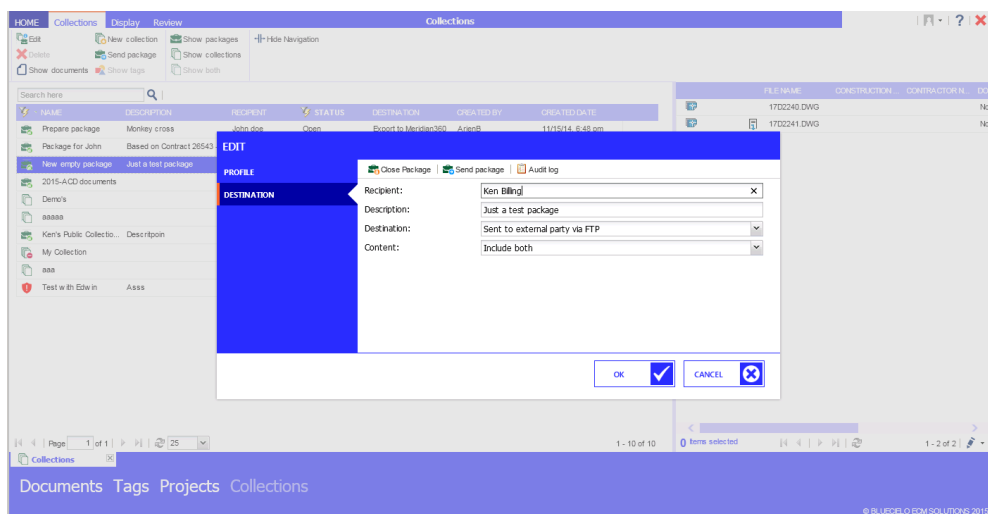 HOME Collections Display Review Collections
Edit New collection Show packages Hide Navigation
Delete Send package Show collections
Show documents Show tags Show both
Search here
NAME DESCRIPTION RECIPIENT STATUS DESTINATION CREATED BY CREATED DATE
FILE NAME CONSTRUCTION... CONTRACTOR N... DO
Prepare package Monkey cross John doe Open Export to Meridian360 ArjenB 11/15/14, 6:48 pm
17D2240.DWG
Package for John Based on Contract 26543
17D2241.DWG
New empty package Just a test package
2015-ACD documents
Demo's
aaaaa
Ken's Public Collectio... Descritpoin
My Collection
aaa
Test with Edwin Asss
EDIT
PROFILE
DESTINATION
Close Package Send package Audit log
Recipient: Ken Billing
Description: Just a test package
Destination: Sent to external party via FTP
Content: Include both
OK CANCEL
Page 1 of 1 25 1 - 10 of 10
0 items selected 1 - 2 of 2
Collections
Documents Tags Projects Collections
© BLUECIELO ECM SOLUTIONS 2015